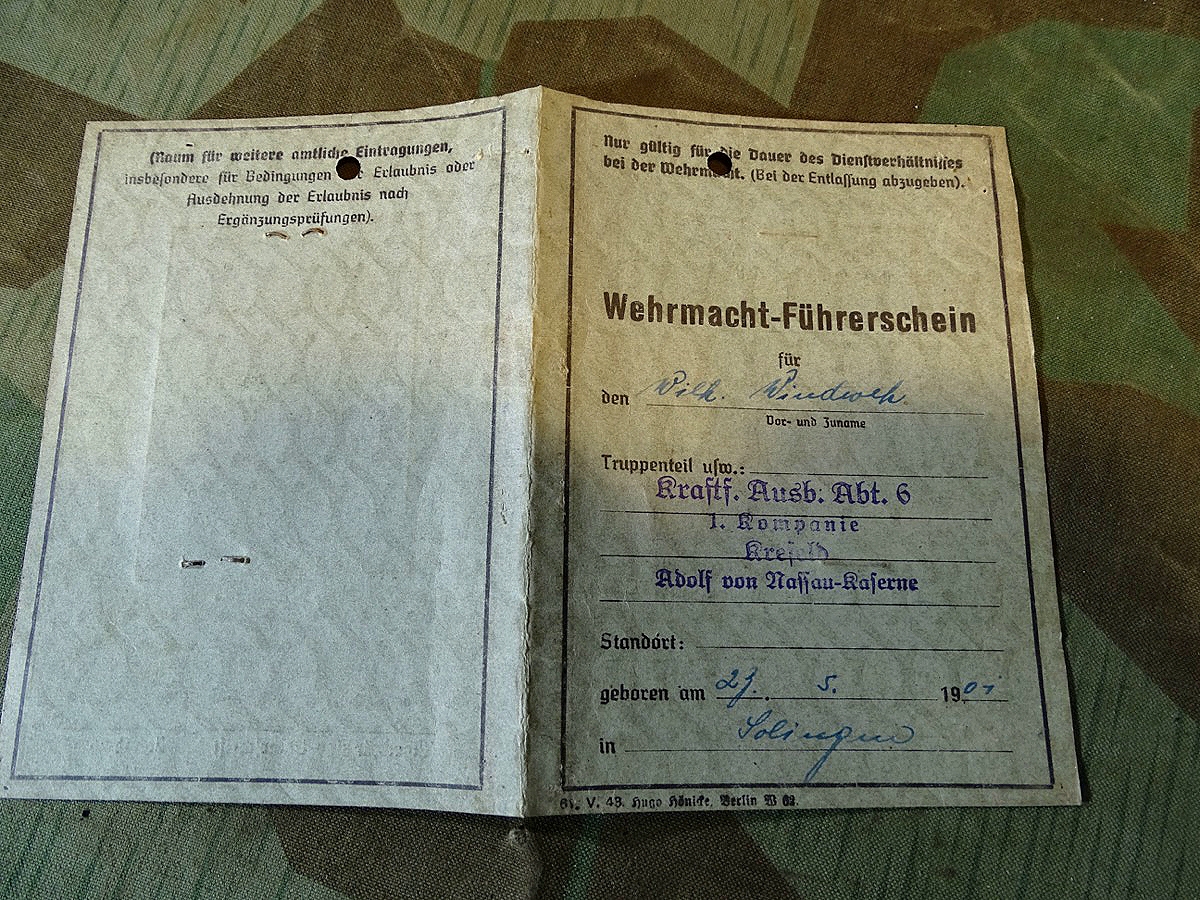 (Raum für weitere amtliche Eintragungen,
insbesondere für Bedingungen Erlaubnis oder
Ausdehnung der Erlaubnis nach
Ergänzungsprüfungen).
Nur gültig für die Dauer des Dienstverhältnisses
bei der Wehrmacht. (Bei der Entlassung abzugeben).
Wehrmacht-Führerschein
für
den Wilh.
Vor- und Zuname
Truppenteil usw.:
Kraftf. Ausb. Abt. 6
1. Kompanie
Krefeld
Adolf von Nassau-Kaserne
Standort:
geboren am 5. 1901
in Solingen
V. 43. Hugo Hönicke, Berlin W 62.